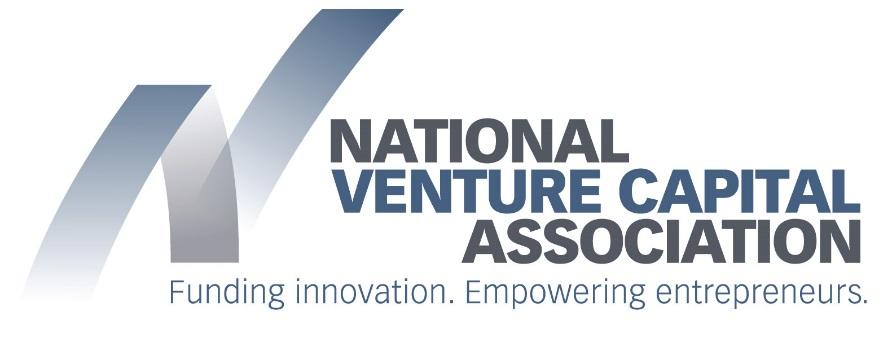 NATIONAL
VENTURE CAPITAL
ASSOCIATION
Funding innovation. Empowering entrepreneurs.